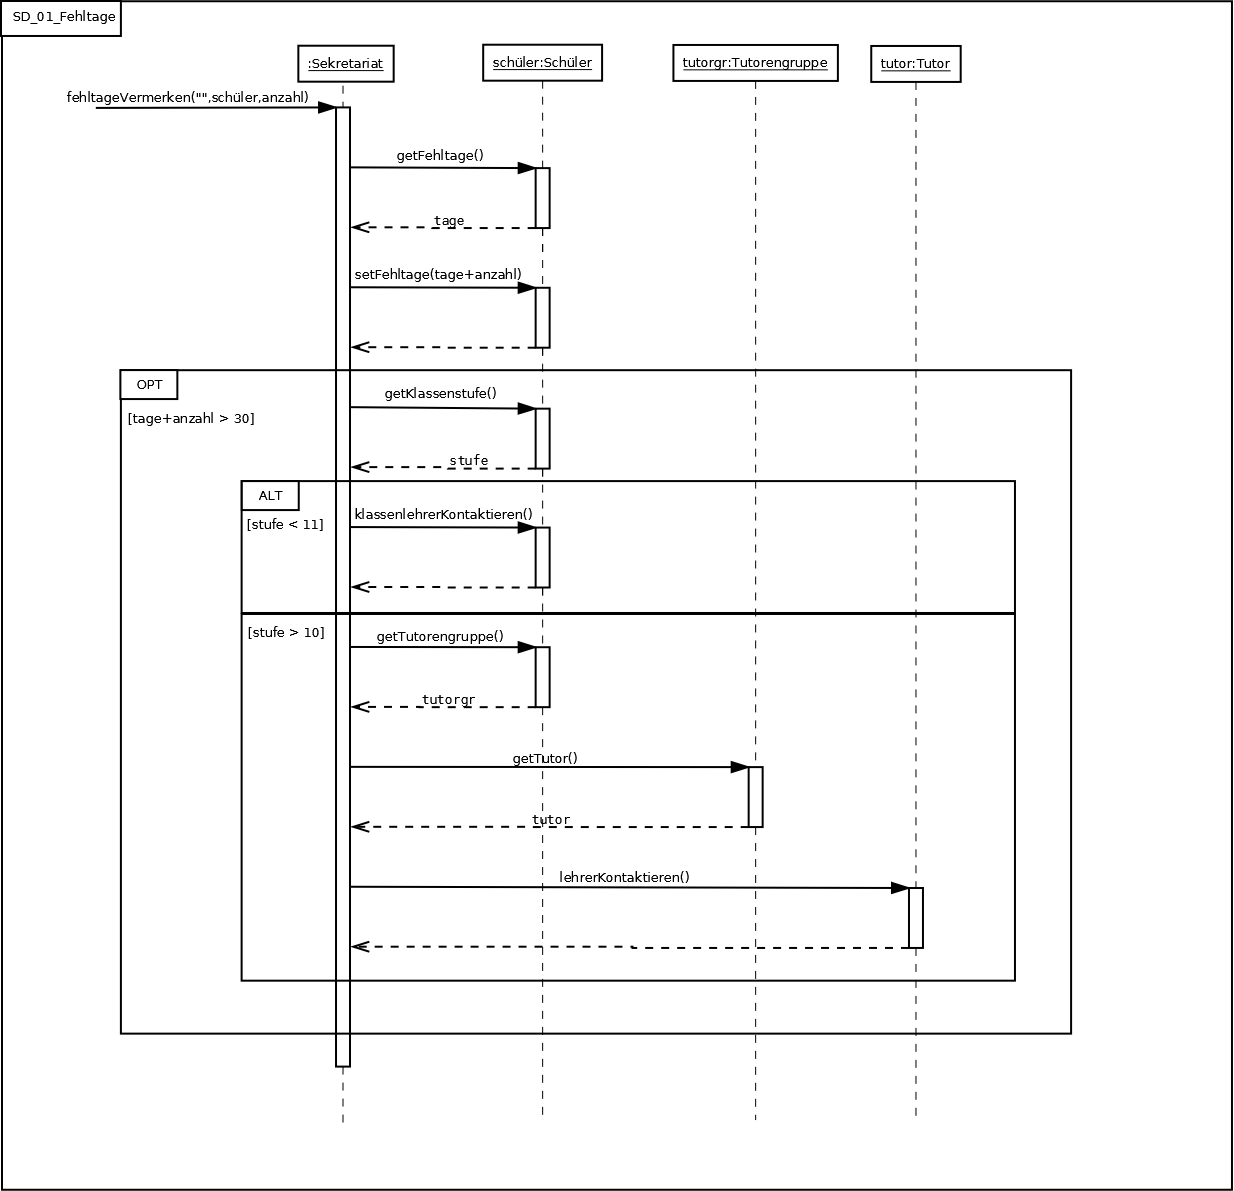 SD_01_Fehltage
:Sekretariat
schüler:Schüler
tutorgr:Tutorengruppe
tutor:Tutor
fehltageVermerken("",schüler,anzahl)
getFehltage()
tage
setFehltage(tage+anzahl)
OPT
[tage+anzahl > 30]
getKlassenstufe()
stufe
ALT
[stufe < 11]
klassenlehrerKontaktieren()
[stufe > 10]
getTutorengruppe()
tutorgr
getTutor()
tutor
lehrerKontaktieren()